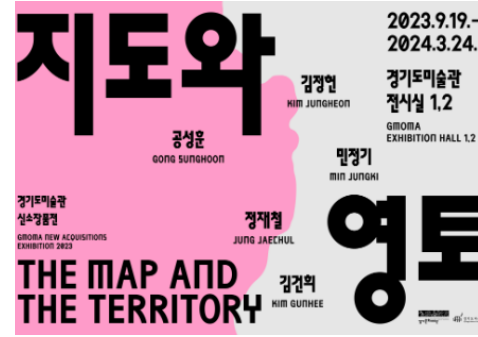 지도와
2023.9.19.–
2024.3.24.
경기도미술관
전시실 1,2
GMOMA
EXHIBITION HALL 1,2
김정헌
KIM JUNGHEON
공성훈
GONG SUNGHOON
민정기
MIN JUNGKI
경기도미술관
신소장품전
GMOMA NEW ACQUISITIONS
EXHIBITION 2023
정재철
JUNG JAECHUL
영토
THE MAP AND
THE TERRITORY
김건희
KIM GUNHEE